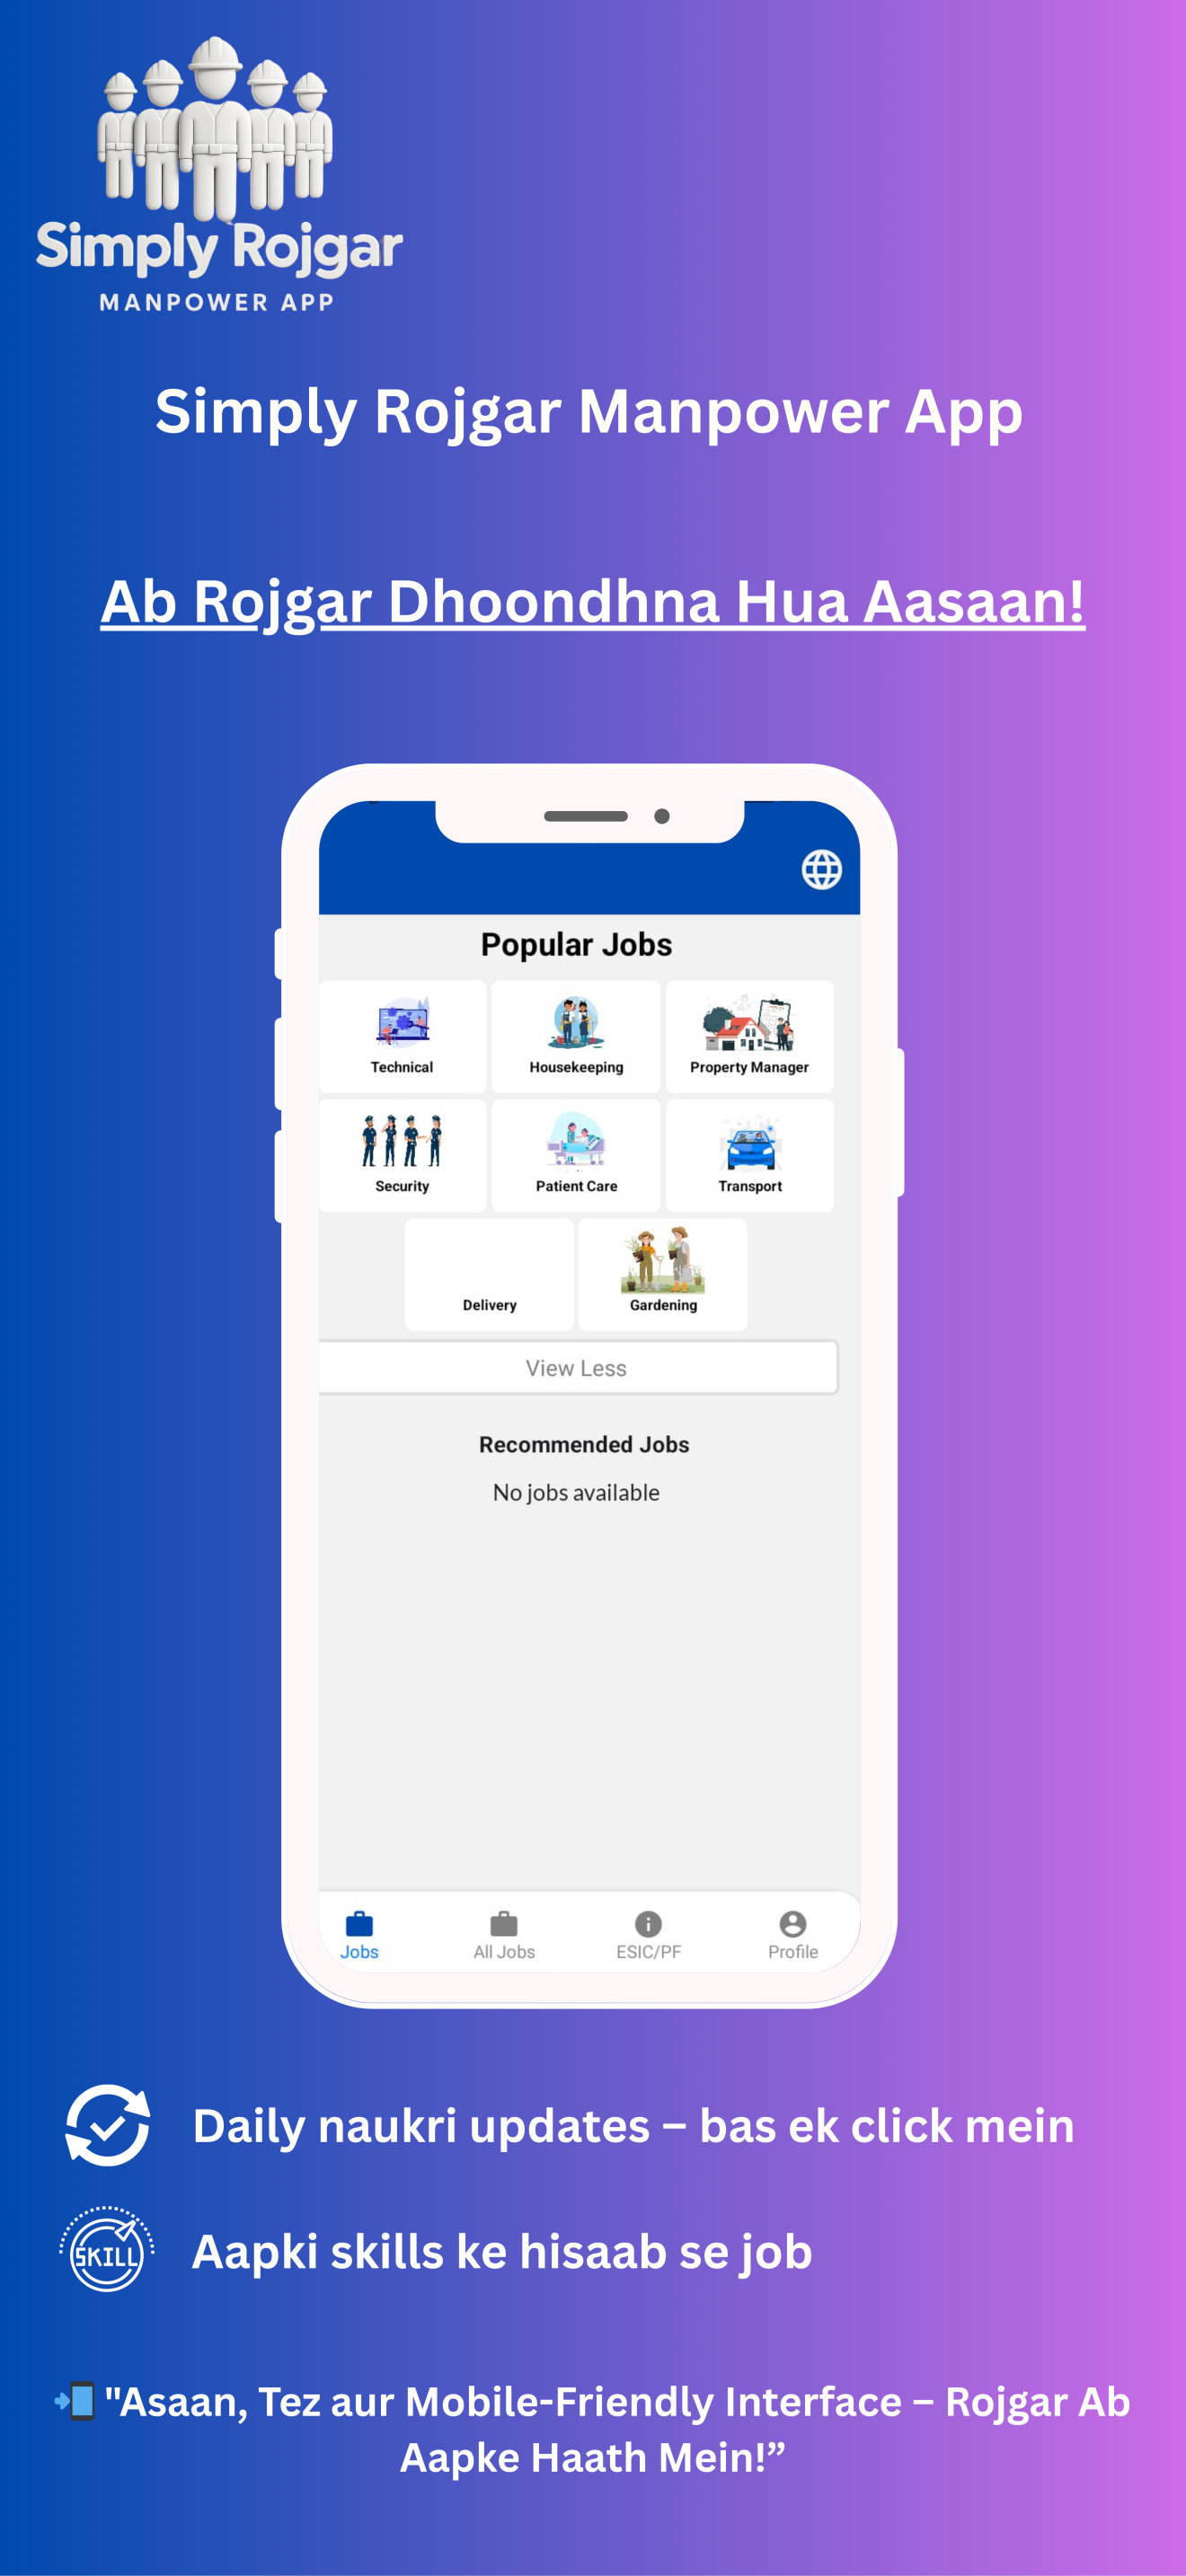 Simply Rojgar
MANPOWER APP
Simply Rojgar Manpower App
Ab Rojgar Dhoondhna Hua Aasaan!
Popular Jobs
Technical
Housekeeping
Property Manager
Security
Patient Care
Transport
Delivery
Gardening
View Less
Recommended Jobs
No jobs available
Jobs
All Jobs
ESIC/PF
Profile
Daily naukri updates – bas ek click mein
SKILL
Aapki skills ke hisaab se job
"Asaan, Tez aur Mobile-Friendly Interface – Rojgar Ab
Aapke Haath Mein!”